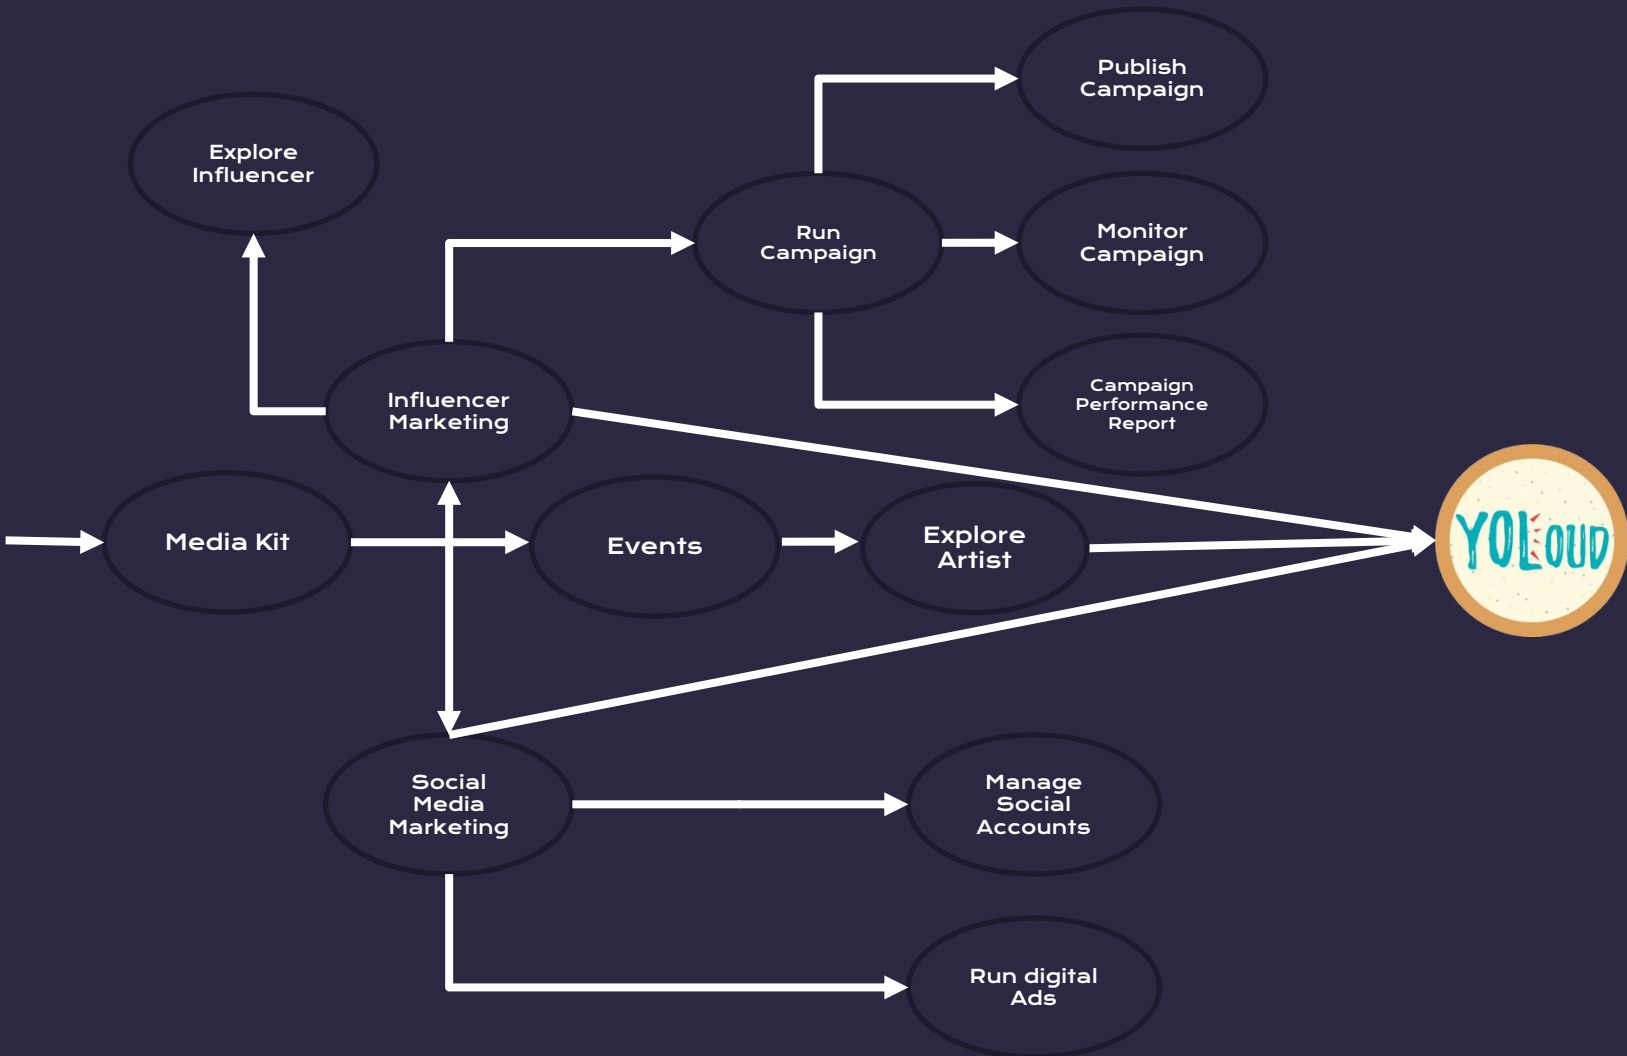 Publish
Campaign
Explore
Influencer
Run
Campaign
Monitor
Campaign
Influencer
Marketing
Campaign
Performance
Report
Media Kit
Events
Explore
Artist
YOLOUD
Social
Media
Marketing
Manage
Social
Accounts
Run digital
Ads